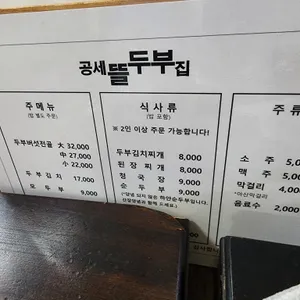 공세뜰두부집
주메뉴
(밥 별도 주문)
두부버섯전골 大 32,000
中 27,000
小 22,000
두부김치 17,000
모두부 9,000
식사류
(밥 포함)
※ 2인 이상 주문 가능합니다!
두부김치찌개 8,000
된장찌개 8,000
청국장 9,000
순두부 9,000
주류
소주 5,0
맥주 5,0
막걸리 4,00
음료수 2,00